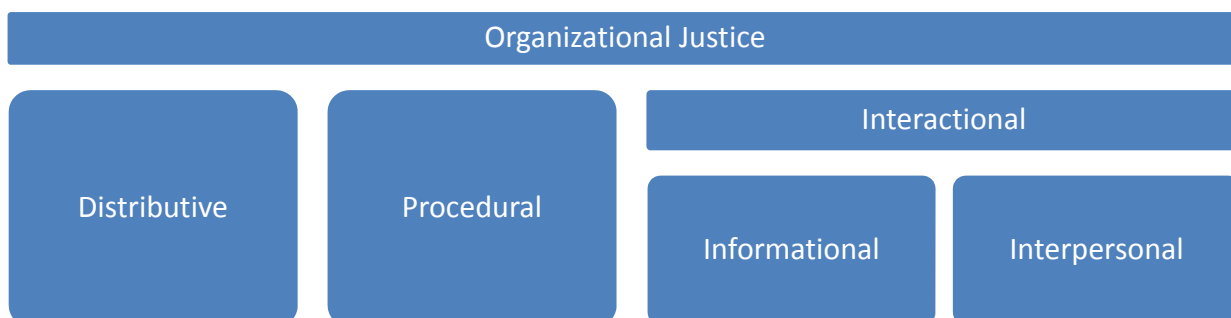 Organizational Justice
Distributive
Procedural
Interactional
Informational
Interpersonal